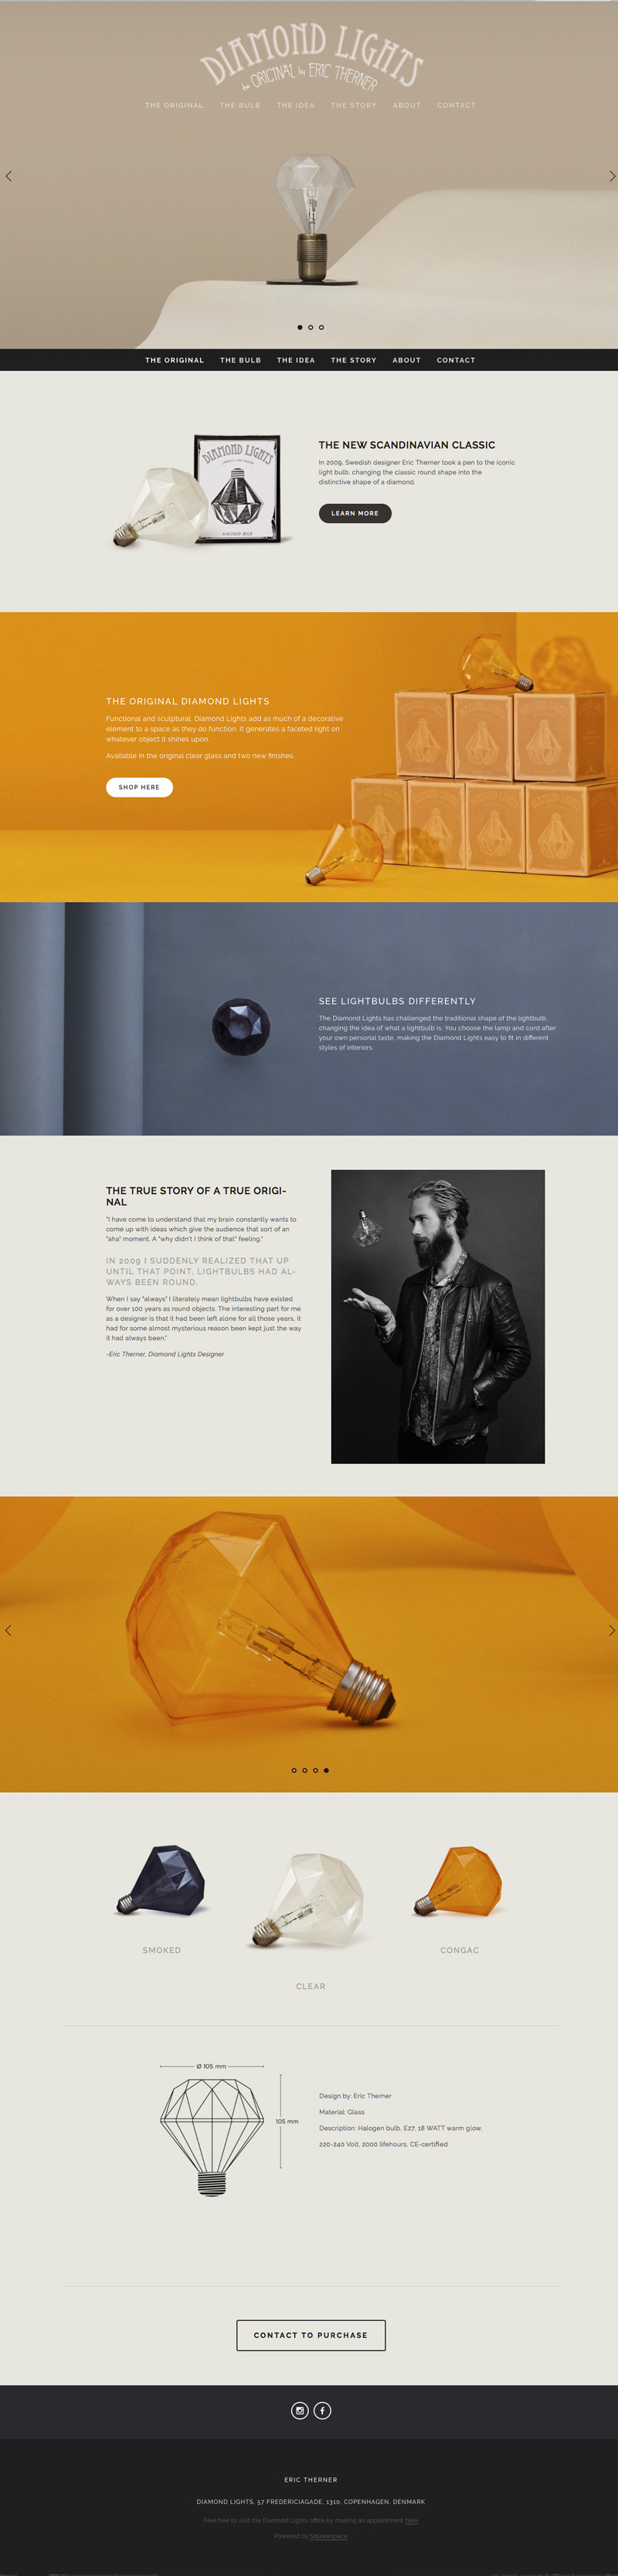 DIAMOND LIGHTS
the ORIGINAL by ERIC THERNER
THE ORIGINAL THE BULB THE IDEA THE STORY ABOUT CONTACT
THE ORIGINAL THE BULB THE IDEA THE STORY ABOUT CONTACT
DIAMOND LIGHTS
THE NEW SCANDINAVIAN CLASSIC
In 2009, Swedish designer Eric Therner took a pen to the iconic
light bulb, changing the classic round shape into the
distinctive shape of a diamond.
LEARN MORE
THE ORIGINAL DIAMOND LIGHTS
Functional and sculptural, Diamond Lights add as much of a decorative
element to a space as they do function. It generates a faceted light on
whatever object it shines upon.
Available in the original clear glass and two new finishes.
SHOP HERE
SEE LIGHTBULBS DIFFERENTLY
The Diamond Lights has challenged the traditional shape of the lightbulb,
changing the idea of what a lightbulb is. You choose the lamp and cord after
your own personal taste, making the Diamond Lights easy to fit in different
styles of interiors.
THE TRUE STORY OF A TRUE ORIGI-
NAL
"I have come to understand that my brain constantly wants to
come up with ideas which give the audience that sort of an
"aha" moment. A "why didn't I think of that" feeling."
IN 2009 I SUDDENLY REALIZED THAT UP
UNTIL THAT POINT, LIGHTBULBS HAD AL-
WAYS BEEN ROUND.
When I say "always" I literately mean lightbulbs have existed
for over 100 years as round objects. The interesting part for me
as a designer is that it had been left alone for all those years, it
had for some almost mysterious reason been kept just the way
it had always been."
-Eric Therner, Diamond Lights Designer
SMOKED
CONGAC
CLEAR
Ø 105 mm
105 mm
Design by: Eric Therner
Material: Glass
Description: Halogen bulb, E27, 18 WATT warm glow,
220-240 Volt, 2000 lifehours, CE-certified
CONTACT TO PURCHASE
ERIC THERNER
DIAMOND LIGHTS, 57 FREDERICIAGADE, 1310, COPENHAGEN, DENMARK
Feel free to visit the Diamond Lights office by making an appointment here
Powered by Squarespace